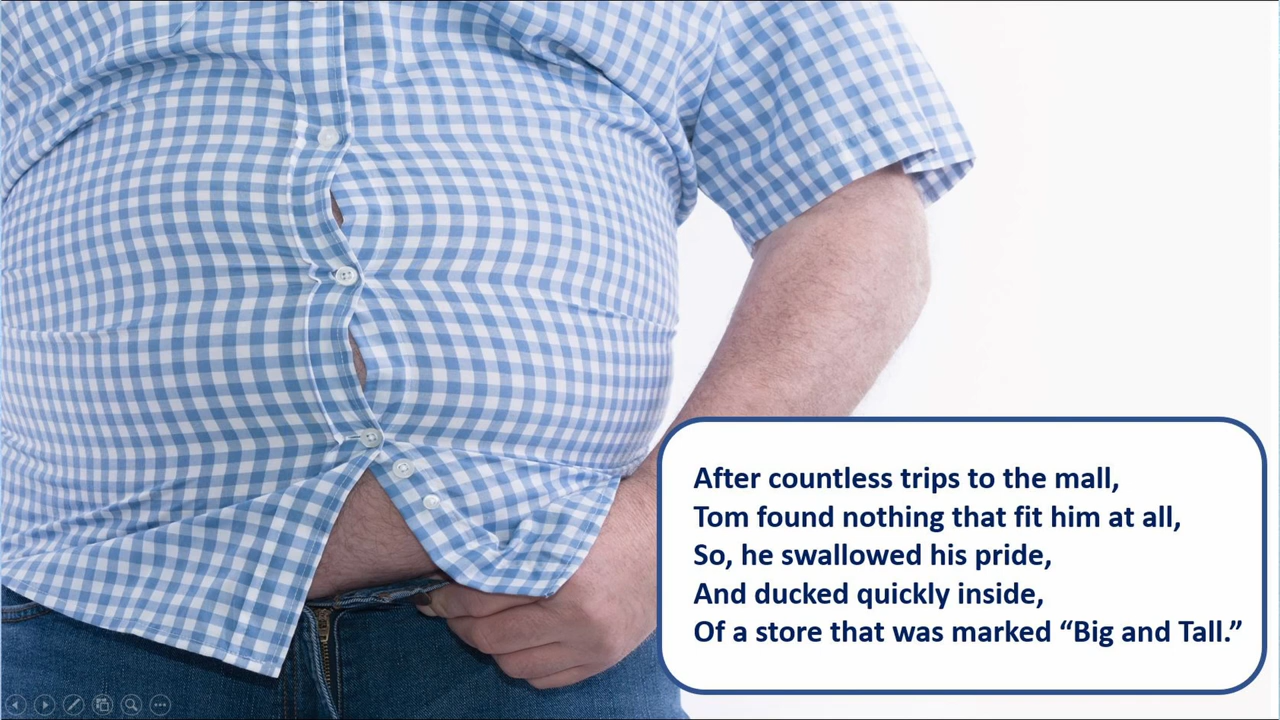 After countless trips to the mall,
Tom found nothing that fit him at all,
So, he swallowed his pride,
And ducked quickly inside,
Of a store that was marked “Big and Tall.”